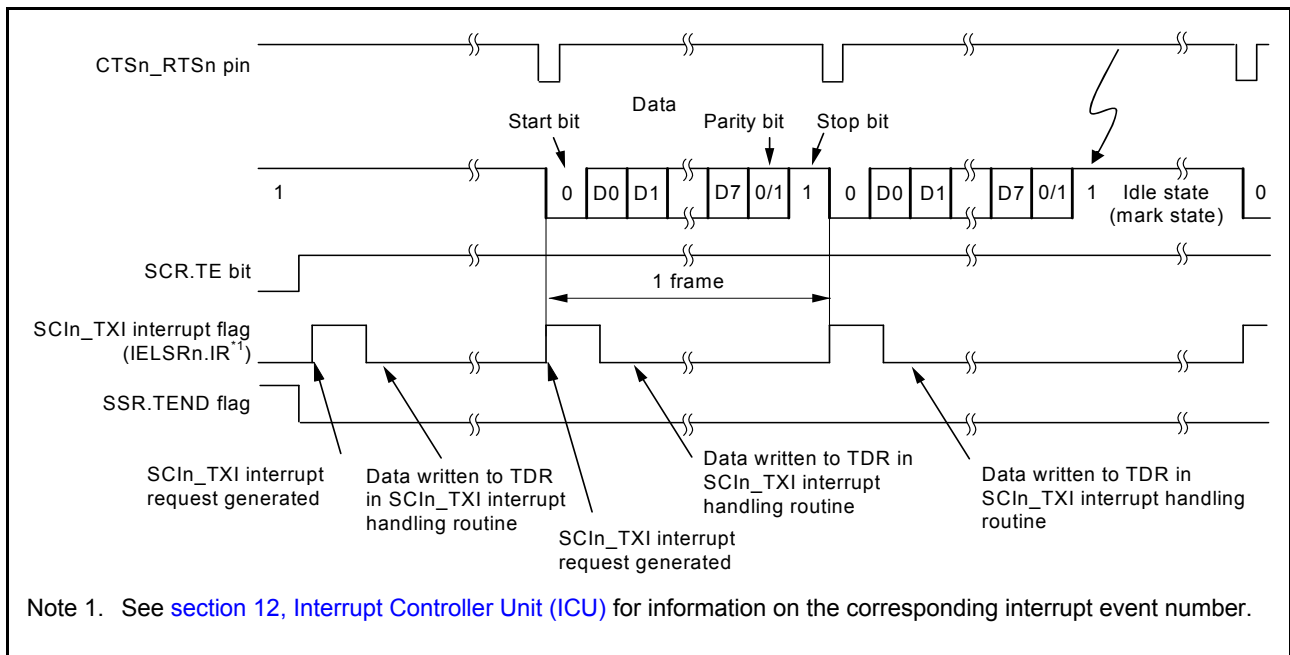 CTSn_RTSn pin
Data
Start bit
Parity bit
Stop bit
1
0
D0
D1
D7
0/1
1
0
D0
D1
D7
0/1
1
Idle state
(mark state)
0
SCR.TE bit
1 frame
SCIn_TXI interrupt flag
(IELSRn.IR*1)
SSR.TEND flag
SCIn_TXI interrupt
request generated
Data written to TDR
in SCIn_TXI interrupt
handling routine
SCIn_TXI interrupt
request generated
Data written to TDR in
SCIn_TXI interrupt
handling routine
Data written to TDR in
SCIn_TXI interrupt handling
routine
Note 1. See section 12, Interrupt Controller Unit (ICU) for information on the corresponding interrupt event number.